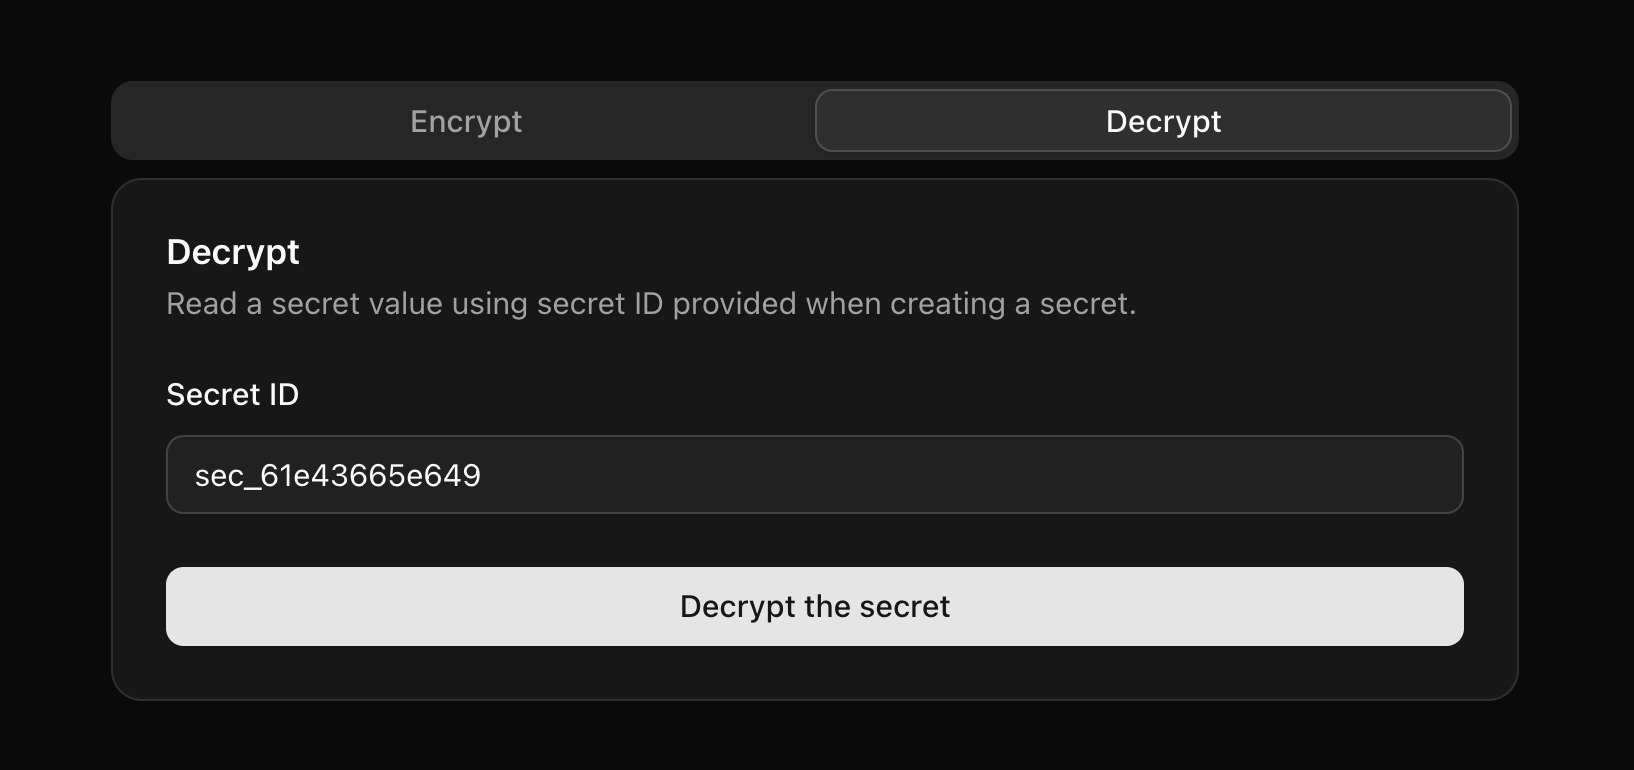 Encrypt
Decrypt
Decrypt
Read a secret value using secret ID provided when creating a secret.
Secret ID
sec_61e43665e649
Decrypt the secret